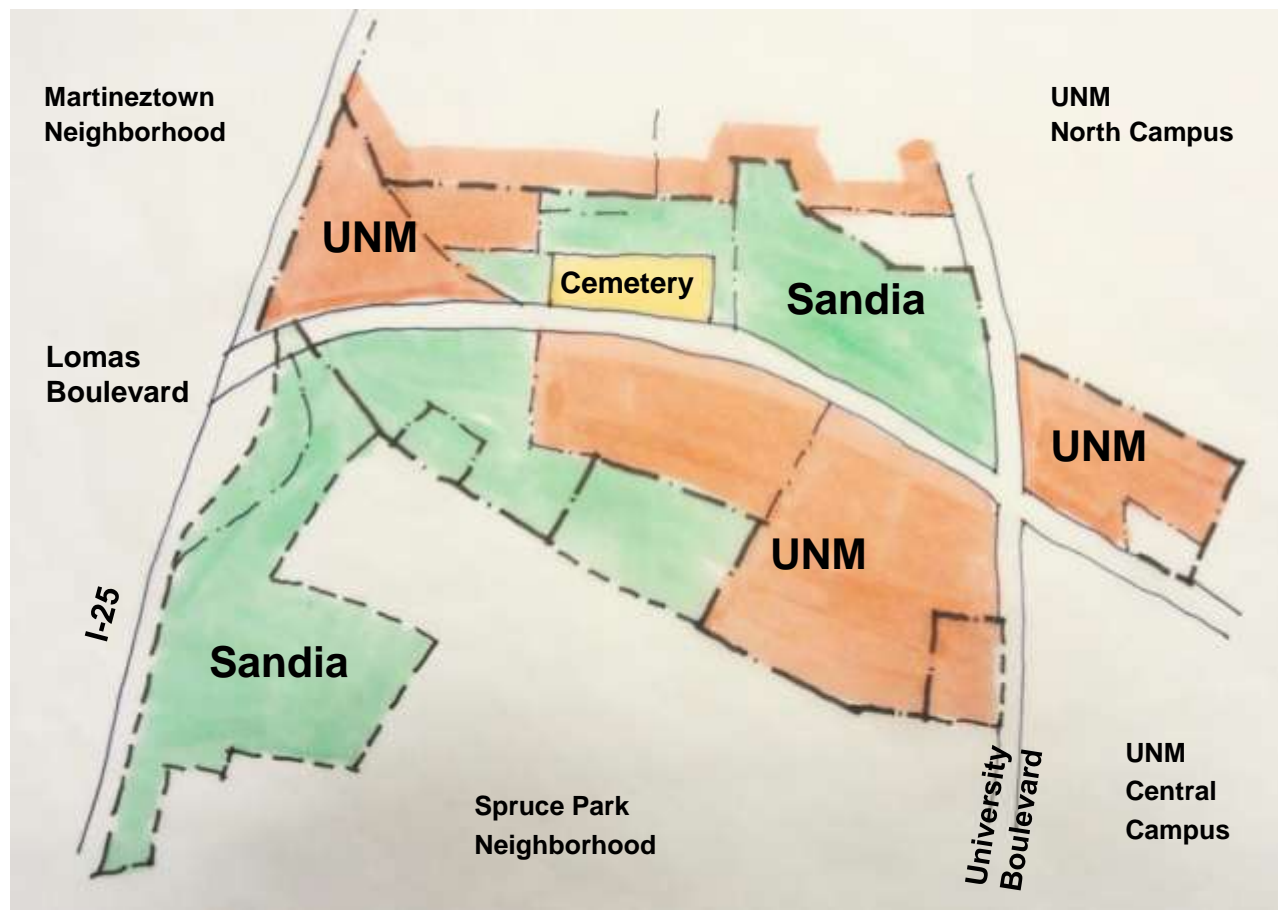 Martineztown
Neighborhood
UNM
North Campus
UNM
Cemetery
Sandia
Lomas
Boulevard
UNM
UNM
I-25
Sandia
Spruce Park
Neighborhood
University
Boulevard
UNM
Central
Campus